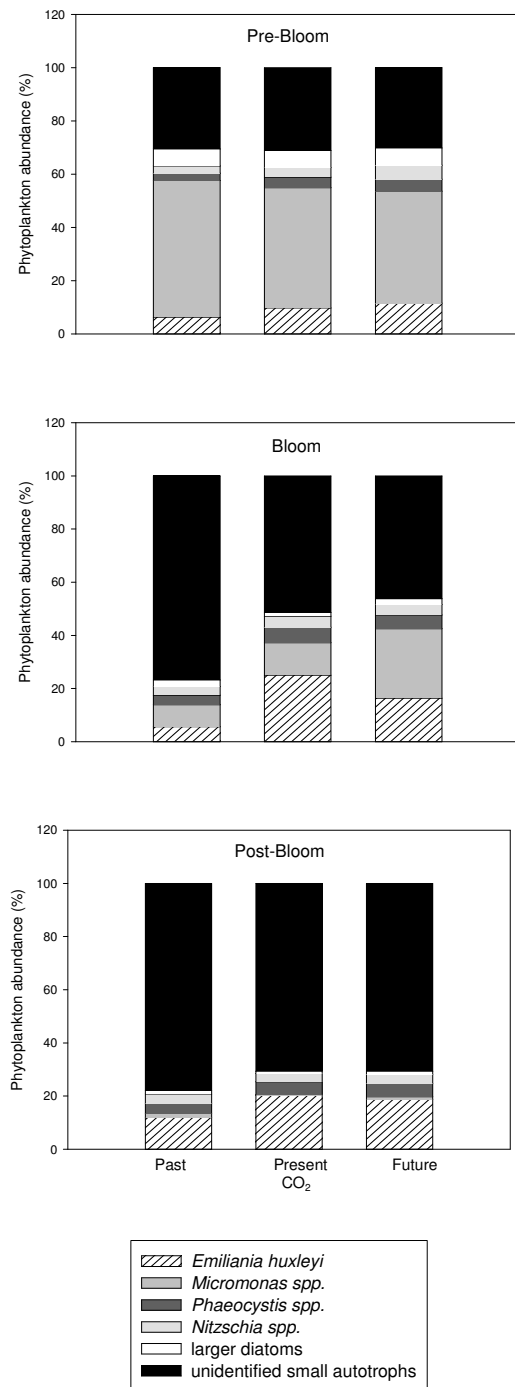 120
100
80
60
40
20
0
Phytoplankton abundance (%)
Pre-Bloom
120
100
80
60
40
20
0
Phytoplankton abundance (%)
Bloom
120
100
80
60
40
20
0
Phytoplankton abundance (%)
Post-Bloom
Past Present Future
CO₂
Emiliania huxleyi
Micromonas spp.
Phaeocystis spp.
Nitzschia spp.
larger diatoms
unidentified small autotrophs